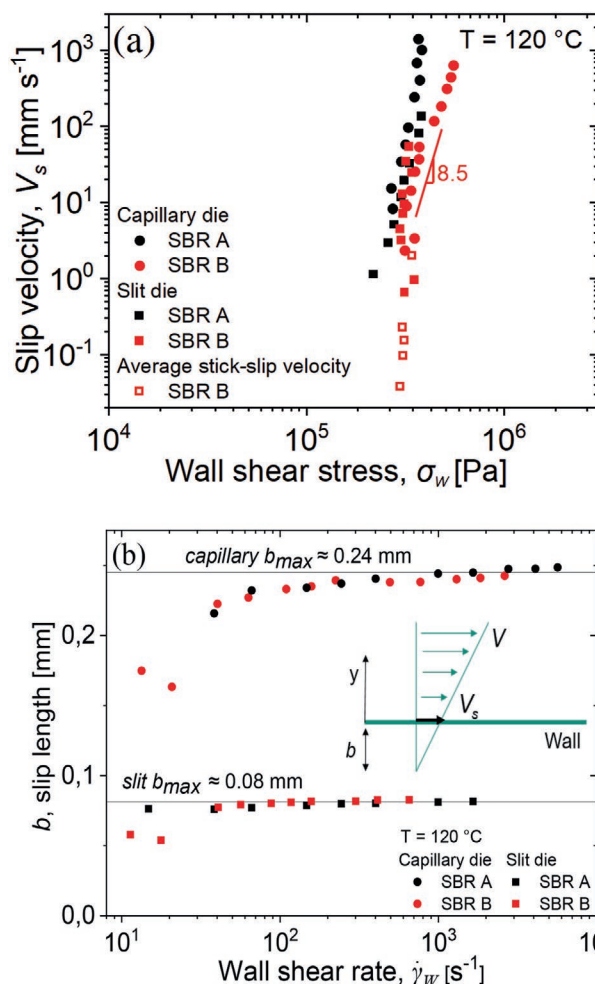 (a)
T = 120 °C
Slip velocity, Vs [mm s-1]
10³
10²
10¹
10⁰
10⁻¹
8.5
Capillary die
SBR A
SBR B
Slit die
SBR A
SBR B
Average stick-slip velocity
SBR B
10⁴
10⁵
10⁶
Wall shear stress, σw [Pa]
(b)
capillary bmax ≈ 0.24 mm
b, slip length [mm]
0,2
0,1
0,0
y
V
Vs
b
Wall
slit bmax ≈ 0.08 mm
T = 120 °C
Capillary die Slit die
SBR A SBR A
SBR B SBR B
10¹
10²
10³
10
Wall shear rate, γ̇w [s-1]